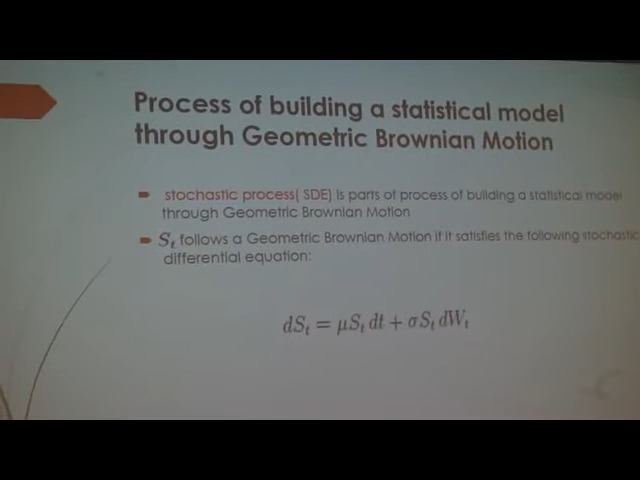 Process of building a statistical model
through Geometric Brownian Motion
stochastic process( SDE) is parts of process of building a statistical model
through Geometric Brownian Motion
S_t follows a Geometric Brownian Motion if it satisfies the following stochastic
differential equation:
dS_t = μS_t dt + σS_t dW_t